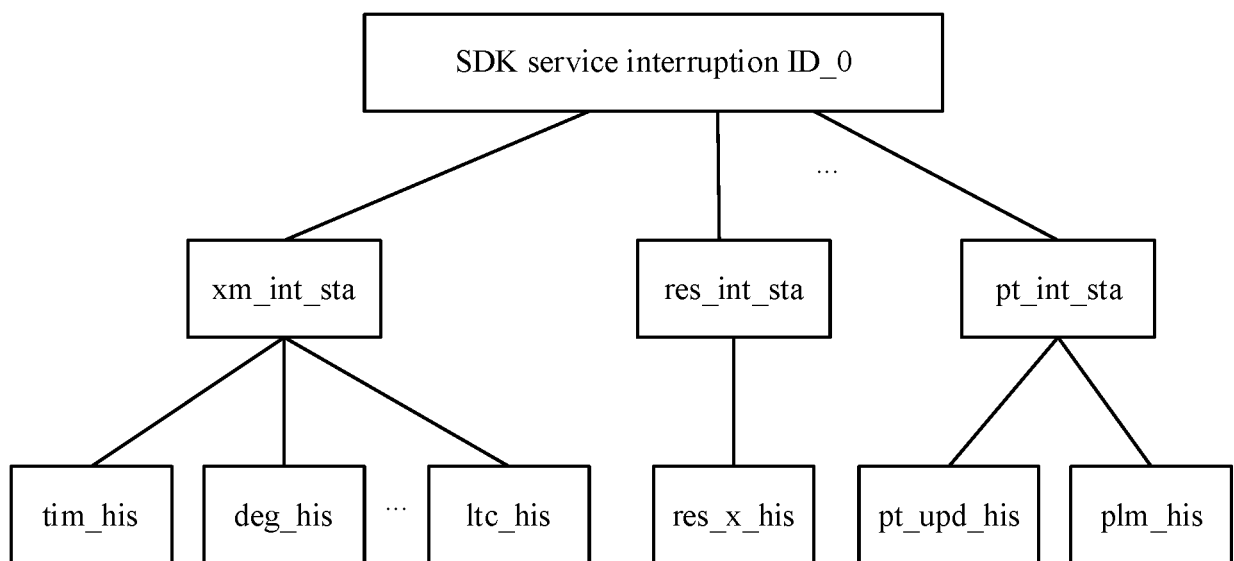 SDK service interruption ID_0
...
xm_int_sta
res_int_sta
pt_int_sta
tim_his
deg_his
...
ltc_his
res_x_his
pt_upd_his
plm_his